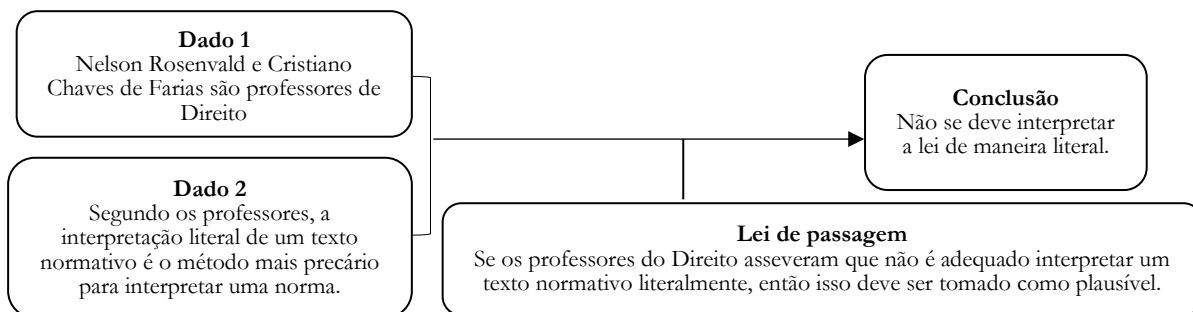 Dado 1
Nelson Rosenvald e Cristiano
Chaves de Farias são professores de
Direito
Dado 2
Segundo os professores, a
interpretação literal de um texto
normativo é o método mais precário
para interpretar uma norma.
Conclusão
Não se deve interpretar
a lei de maneira literal.
Lei de passagem
Se os professores do Direito asseveram que não é adequado interpretar um
texto normativo literalmente, então isso deve ser tomado como plausível.